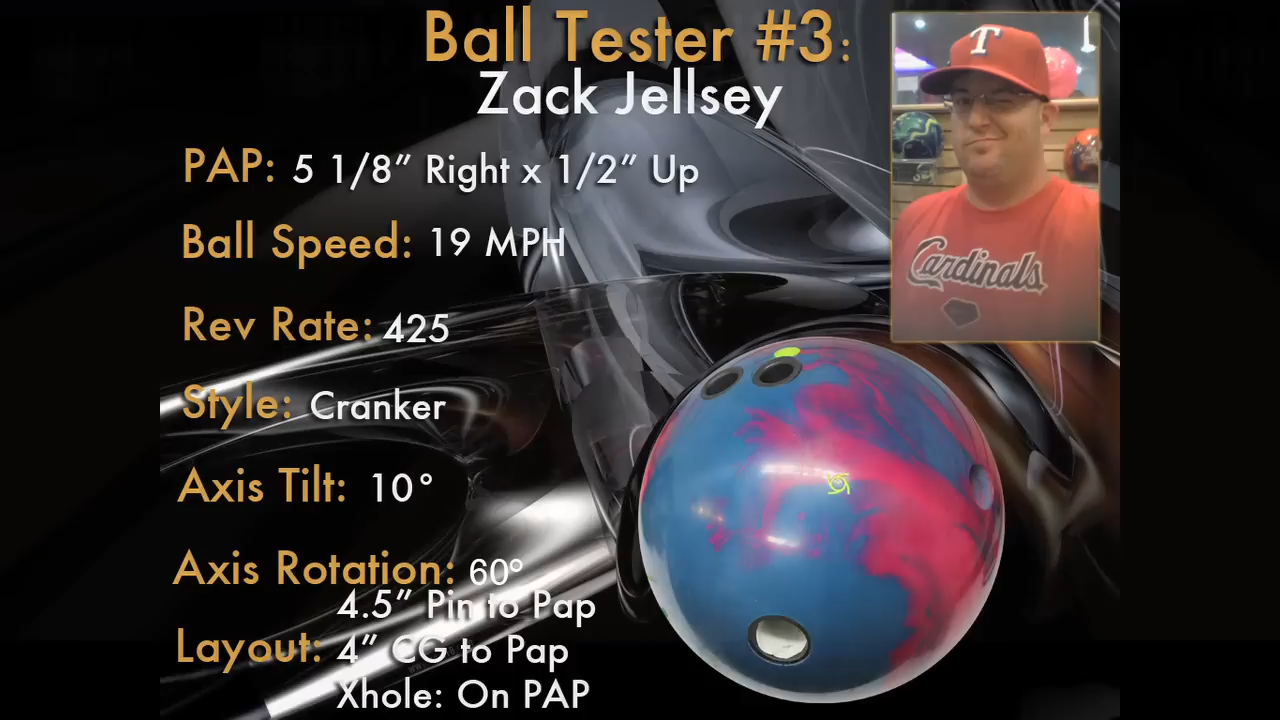 Ball Tester #3:
Zack Jellsey
PAP: 5 1/8” Right x 1/2” Up
Ball Speed: 19 MPH
Rev Rate: 425
Style: Cranker
Axis Tilt: 10°
Axis Rotation: 60°
4.5” Pin to Pap
Layout: 4” CG to Pap
Xhole: On PAP
T
Cardinals